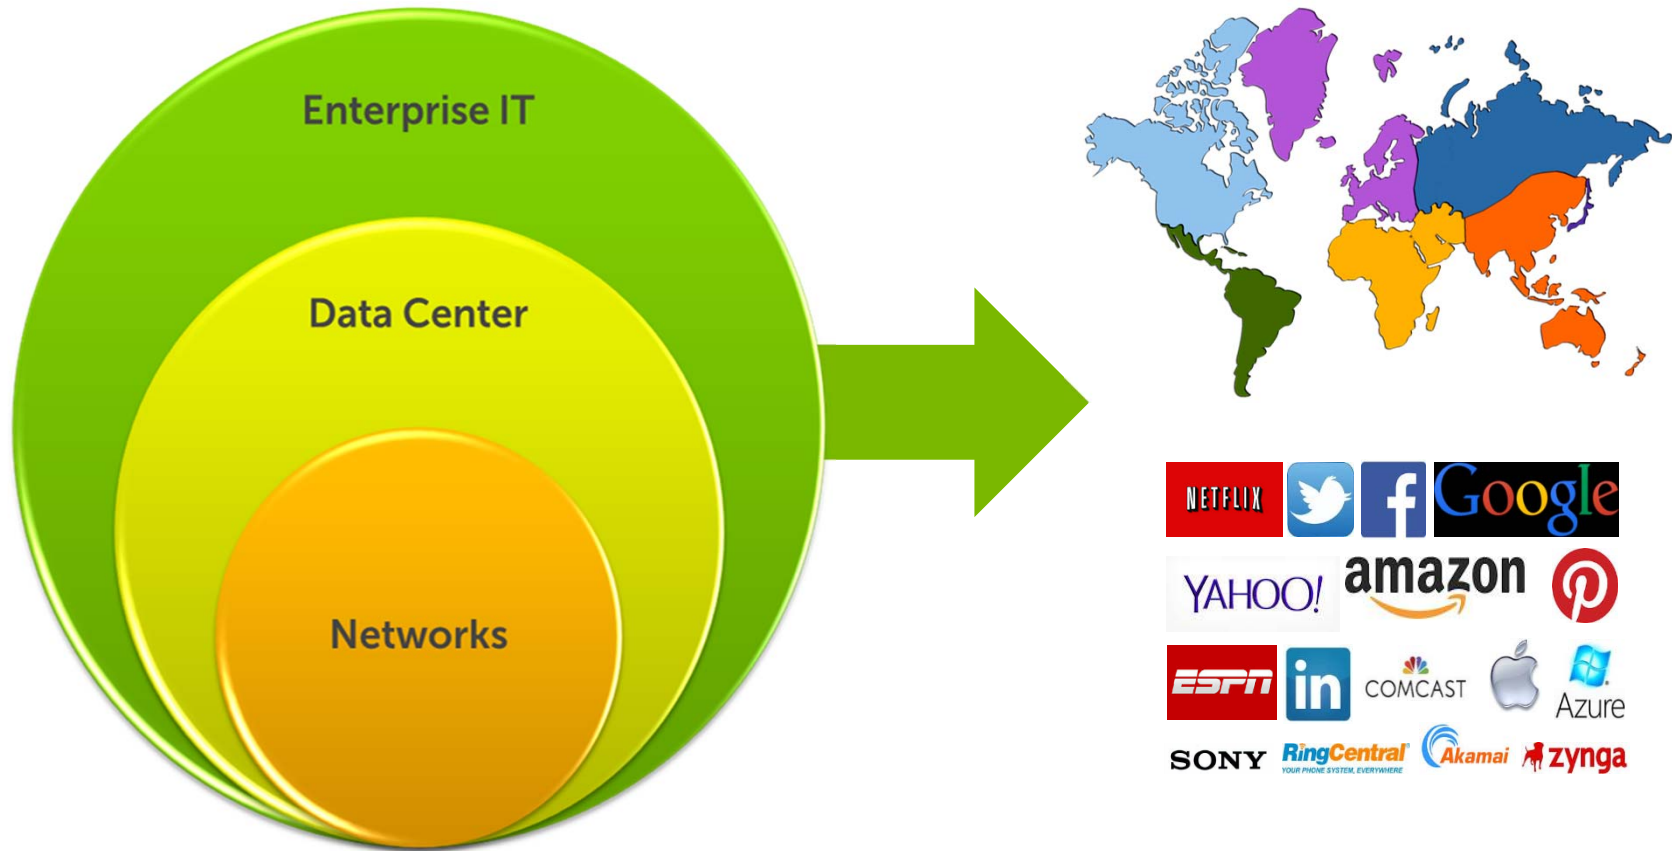 Enterprise IT
Data Center
Networks
NETFLIX
f
Google
YAHOO!
amazon
ESPN
in
COMCAST
Azure
SONY
RingCentral®
YOUR PHONE SYSTEM, EVERYWHERE
Akamai
zynga